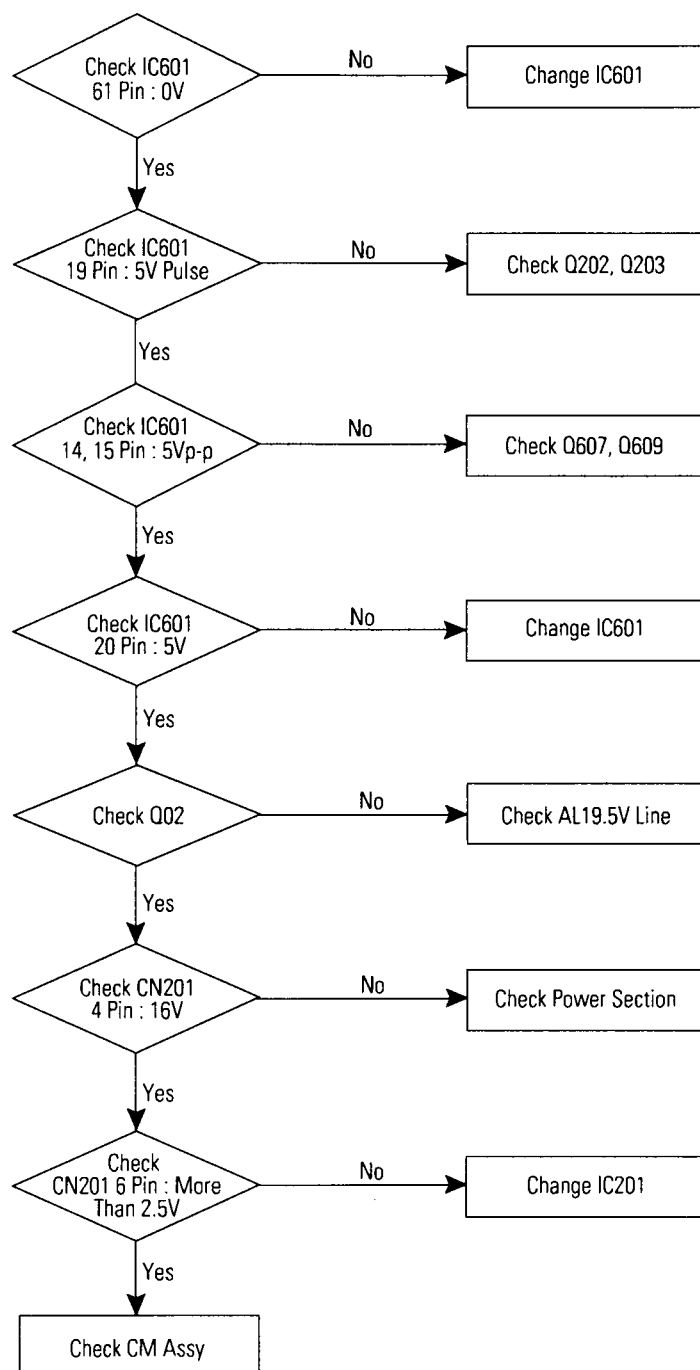 Check IC601
61 Pin : 0V
No
Change IC601
Yes
Check IC601
19 Pin : 5V Pulse
No
Check Q202, Q203
Yes
Check IC601
14, 15 Pin : 5Vp-p
No
Check Q607, Q609
Yes
Check IC601
20 Pin : 5V
No
Change IC601
Yes
Check Q02
No
Check AL19.5V Line
Yes
Check CN201
4 Pin : 16V
No
Check Power Section
Yes
Check
CN201 6 Pin : More
Than 2.5V
No
Change IC201
Yes
Check CM Assy